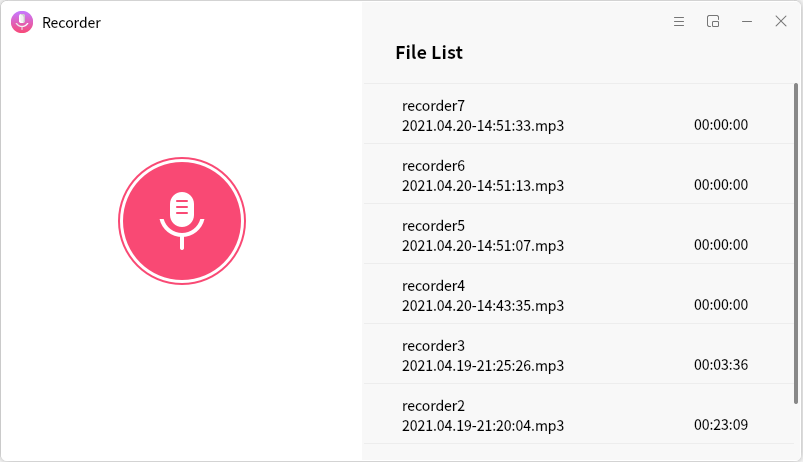 Recorder
File List
recorder7
2021.04.20-14:51:33.mp3 00:00:00
recorder6
2021.04.20-14:51:13.mp3 00:00:00
recorder5
2021.04.20-14:51:07.mp3 00:00:00
recorder4
2021.04.20-14:43:35.mp3 00:00:00
recorder3
2021.04.19-21:25:26.mp3 00:03:36
recorder2
2021.04.19-21:20:04.mp3 00:23:09